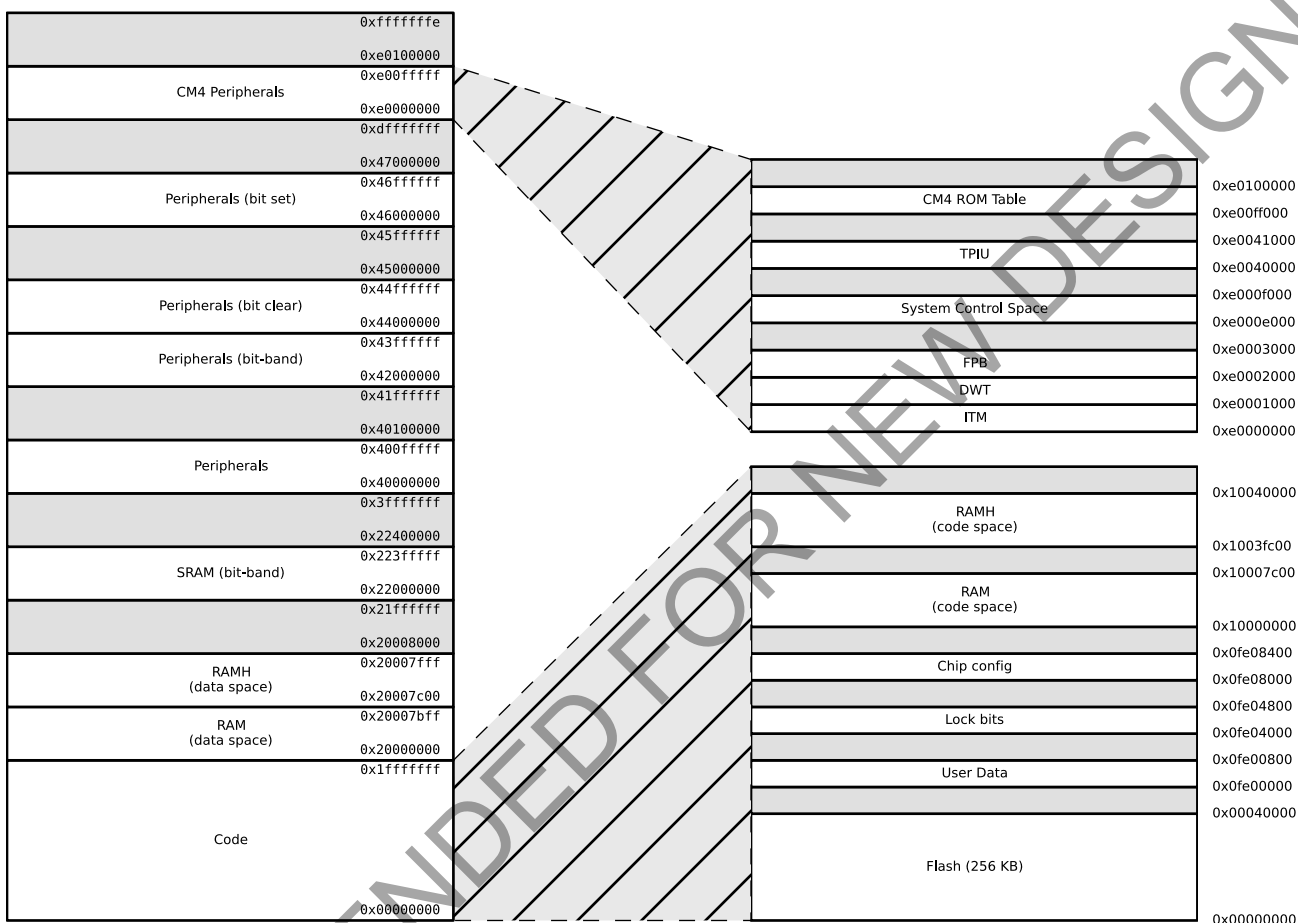 0xfffffffe
0xe0100000
0xe00fffff
CM4 Peripherals
0xe0000000
0xdfffffff
0x47000000
0x46ffffff
Peripherals (bit set)
0x46000000
0x45ffffff
0x45000000
0x44ffffff
Peripherals (bit clear)
0x44000000
0x43ffffff
Peripherals (bit-band)
0x42000000
0x41ffffff
0x40100000
0x400fffff
Peripherals
0x40000000
0x3fffffff
0x22400000
0x223fffff
SRAM (bit-band)
0x22000000
0x21ffffff
0x20008000
0x20007fff
RAMH
(data space)
0x20007c00
0x20007bff
RAM
(data space)
0x20000000
0x1fffffff
Code
0x00000000
0xe0100000
CM4 ROM Table
0xe00ff000
0xe0041000
TPIU
0xe0040000
0xe000f000
System Control Space
0xe000e000
0xe0003000
FPB
0xe0002000
DWT
0xe0001000
ITM
0xe0000000
0x10040000
RAMH
(code space)
0x1003fc00
0x10007c00
RAM
(code space)
0x10000000
0x0fe08400
Chip config
0x0fe08000
0x0fe04800
Lock bits
0x0fe04000
0x0fe00800
User Data
0x0fe00000
0x00040000
Flash (256 KB)
0x00000000
ENDED FOR NEW DESIGN